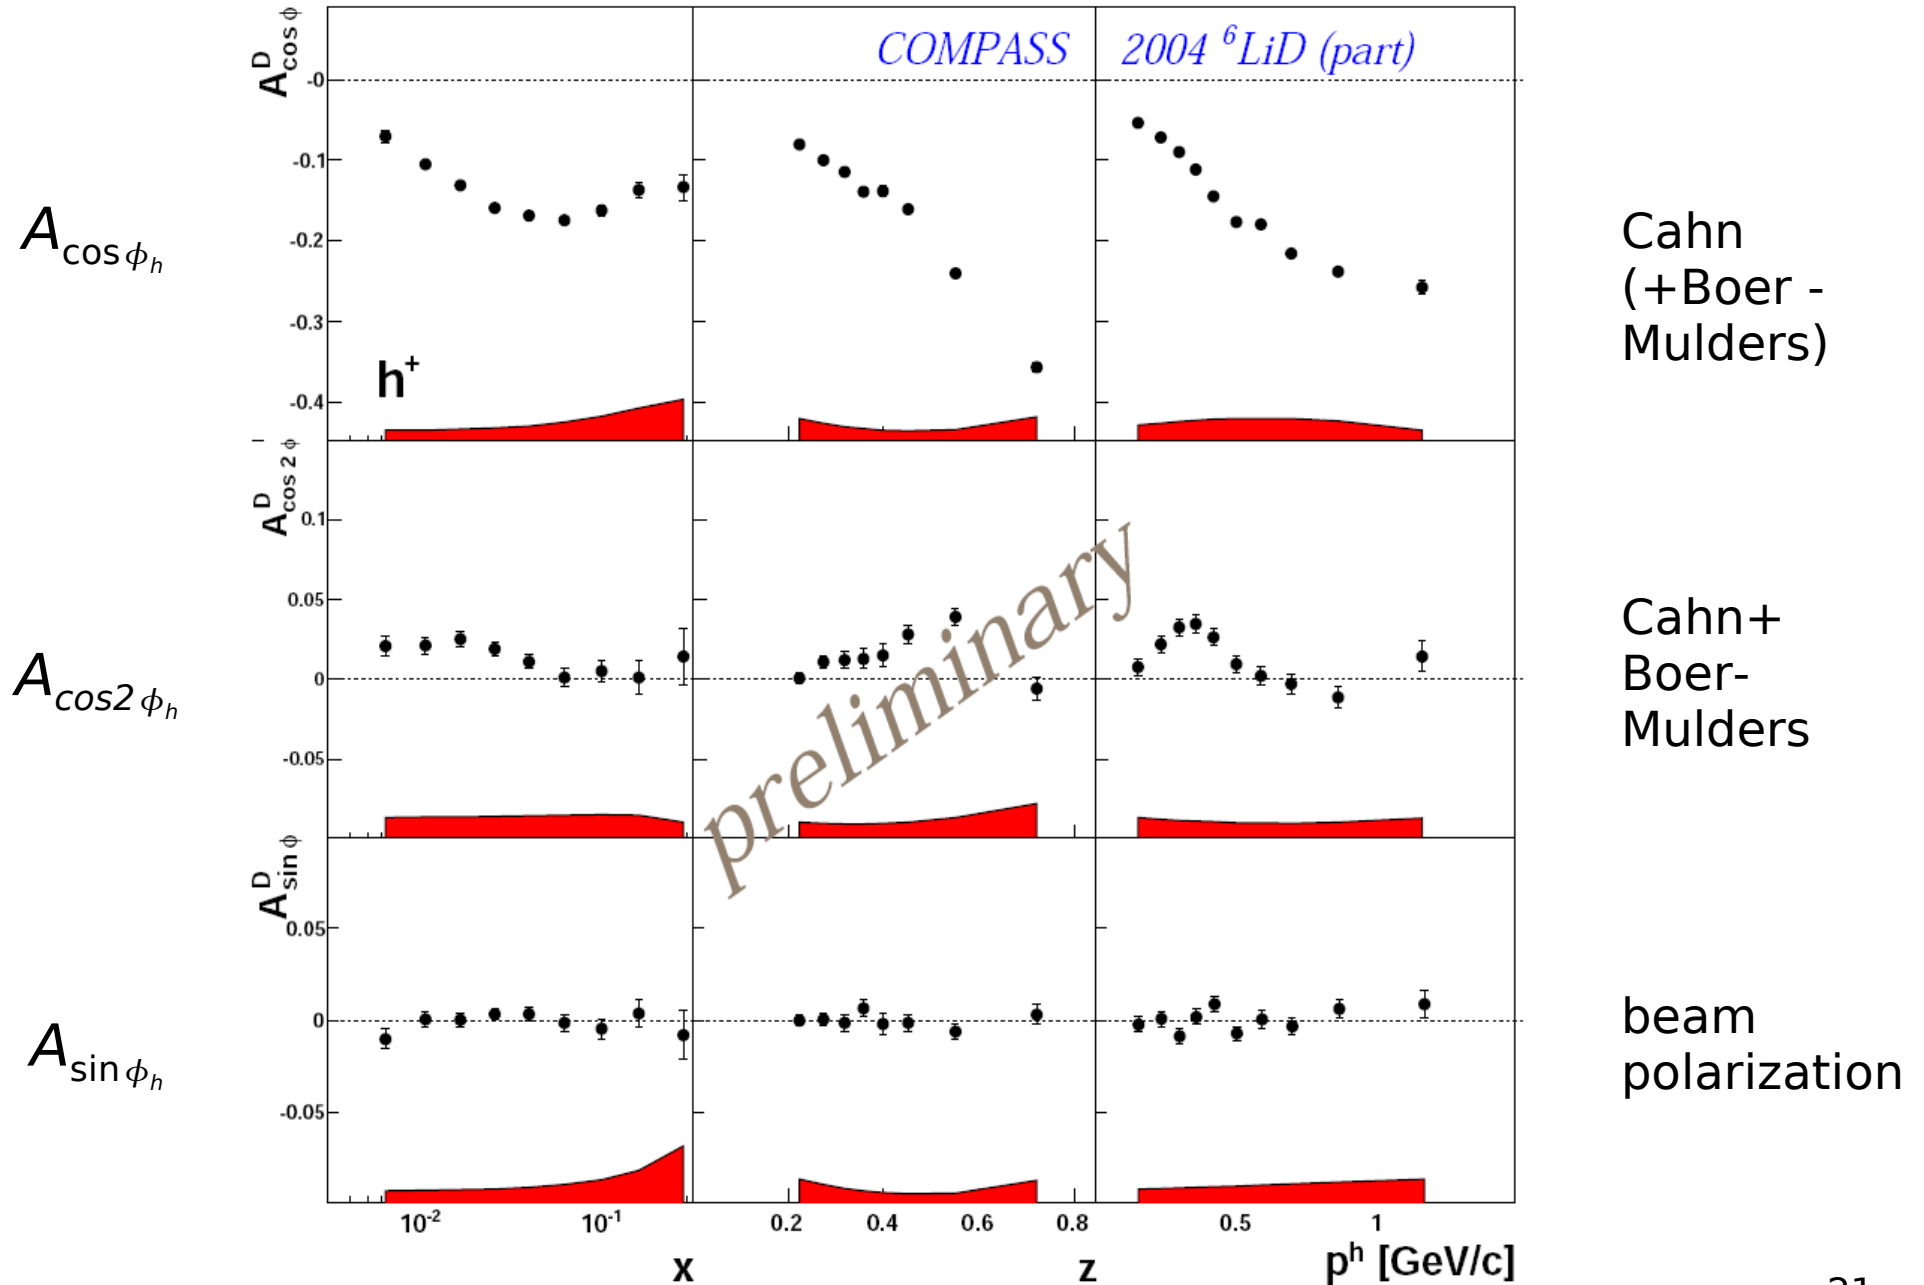 A^D_cos ϕ
COMPASS 2004 ⁶LiD (part)
-0
-0.1
-0.2
-0.3
-0.4
h⁺
A_cos ϕ_h
Cahn
(+Boer -
Mulders)
A^D_cos 2 ϕ
0.1
0.05
0
-0.05
preliminary
A_cos2 ϕ_h
Cahn+
Boer-
Mulders
A^D_sin ϕ
0.05
0
-0.05
A_sin ϕ_h
beam
polarization
10⁻² 10⁻¹ 0.2 0.4 0.6 0.8 0.5 1
x z pʰ [GeV/c]